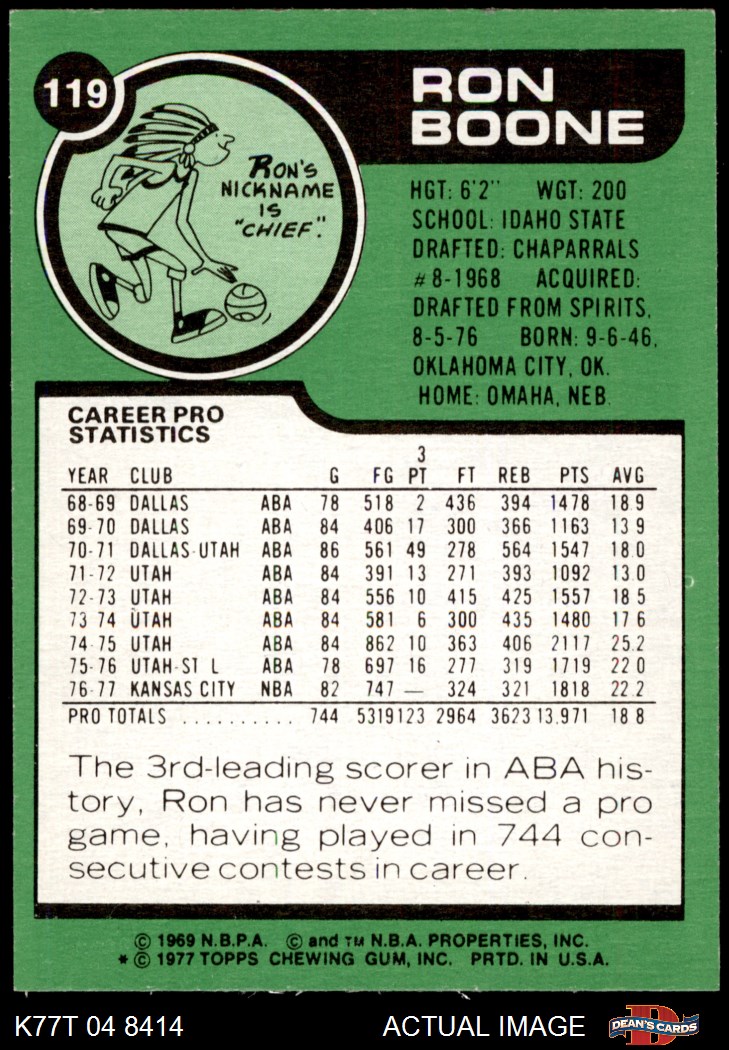 119
RON
BOONE
RON'S
NICKNAME
IS
"CHIEF."
HGT: 6'2" WGT: 200
SCHOOL: IDAHO STATE
DRAFTED: CHAPARRALS
#8-1968 ACQUIRED:
DRAFTED FROM SPIRITS,
8-5-76 BORN: 9-6-46,
OKLAHOMA CITY, OK.
HOME: OMAHA, NEB.
CAREER PRO
STATISTICS
YEAR CLUB G FG 3 PT FT REB PTS AVG
68-69 DALLAS ABA 78 518 2 436 394 1478 18.9
69-70 DALLAS ABA 84 406 17 300 366 1163 13 9
70-71 DALLAS-UTAH ABA 86 561 49 278 564 1547 18.0
71-72 UTAH ABA 84 391 13 271 393 1092 13.0
72-73 UTAH ABA 84 556 10 415 425 1557 18 5
73 74 UTAH ABA 84 581 6 300 435 1480 17 6
74-75 UTAH ABA 84 862 10 363 406 2117 25.2
75-76 UTAH-ST L ABA 78 697 16 277 319 1719 22 0
76-77 KANSAS CITY NBA 82 747 — 324 321 1818 22.2
PRO TOTALS .......... 744 5319 123 2964 3623 13,971 18 8
The 3rd-leading scorer in ABA his-
tory, Ron has never missed a pro
game, having played in 744 con-
secutive contests in career.
© 1969 N.B.P.A. © and TM N.B.A. PROPERTIES, INC.
* © 1977 TOPPS CHEWING GUM, INC. PRTD. IN U.S.A.
K77T 04 8414 ACTUAL IMAGE D DEAN'S CARDS